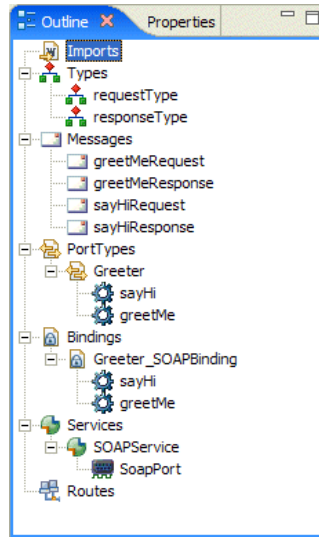 Outline Properties
Imports
Types
requestType
responseType
Messages
greetMeRequest
greetMeResponse
sayHiRequest
sayHiResponse
PortTypes
Greeter
sayHi
greetMe
Bindings
Greeter_SOAPBinding
sayHi
greetMe
Services
SOAPService
SoapPort
Routes